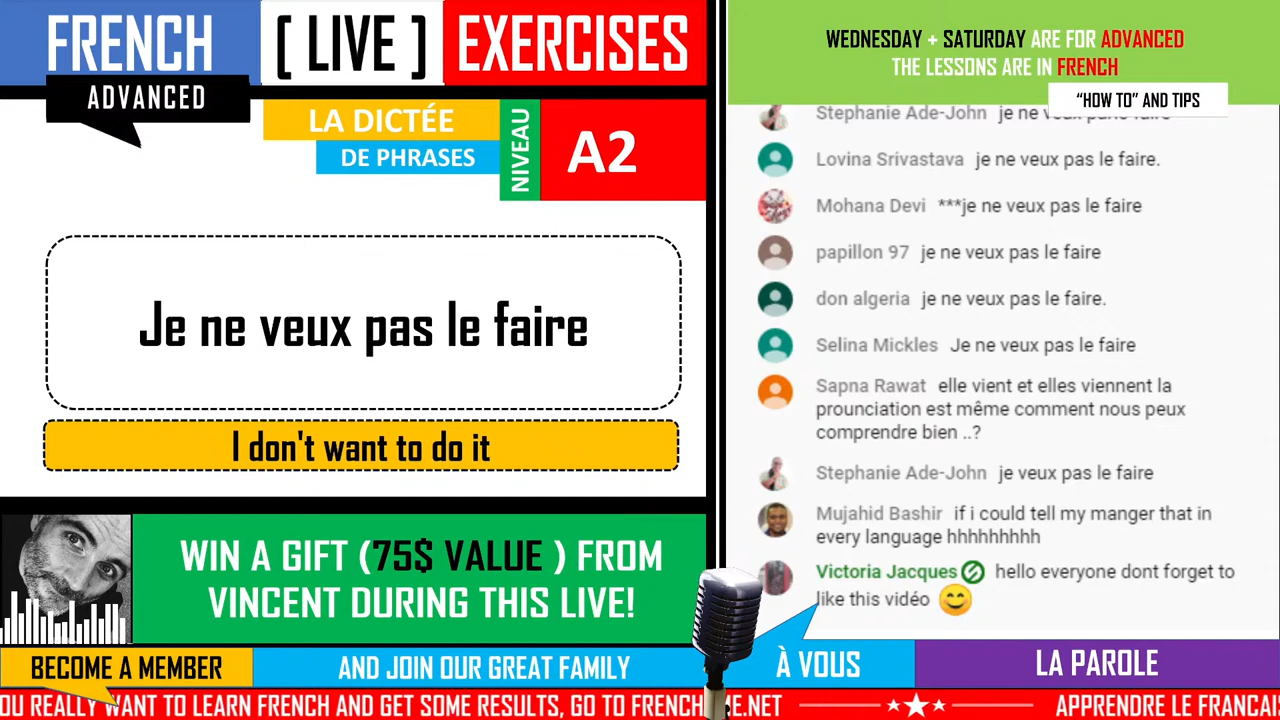 FRENCH [ LIVE ] EXERCISES
ADVANCED
LA DICTÉE
DE PHRASES
NIVEAU
A2
Je ne veux pas le faire
I don't want to do it
WIN A GIFT (75$ VALUE ) FROM
VINCENT DURING THIS LIVE!
BECOME A MEMBER
AND JOIN OUR GREAT FAMILY
WEDNESDAY + SATURDAY ARE FOR ADVANCED
THE LESSONS ARE IN FRENCH
“HOW TO” AND TIPS
Stephanie Ade-John je ne veux pas le faire
Lovina Srivastava je ne veux pas le faire.
Mohana Devi ***je ne veux pas le faire
papillon 97 je ne veux pas le faire
don algeria je ne veux pas le faire.
Selina Mickles Je ne veux pas le faire
Sapna Rawat elle vient et elles viennent la
prounciation est même comment nous peux
comprendre bien ..?
Stephanie Ade-John je veux pas le faire
Mujahid Bashir if i could tell my manger that in
every language hhhhhhhhh
Victoria Jacques hello everyone dont forget to
like this vidéo 😊
À VOUS
LA PAROLE
OU REALLY WANT TO LEARN FRENCH AND GET SOME RESULTS, GO TO FRENCH E.NET
APPRENDRE LE FRANCAIS